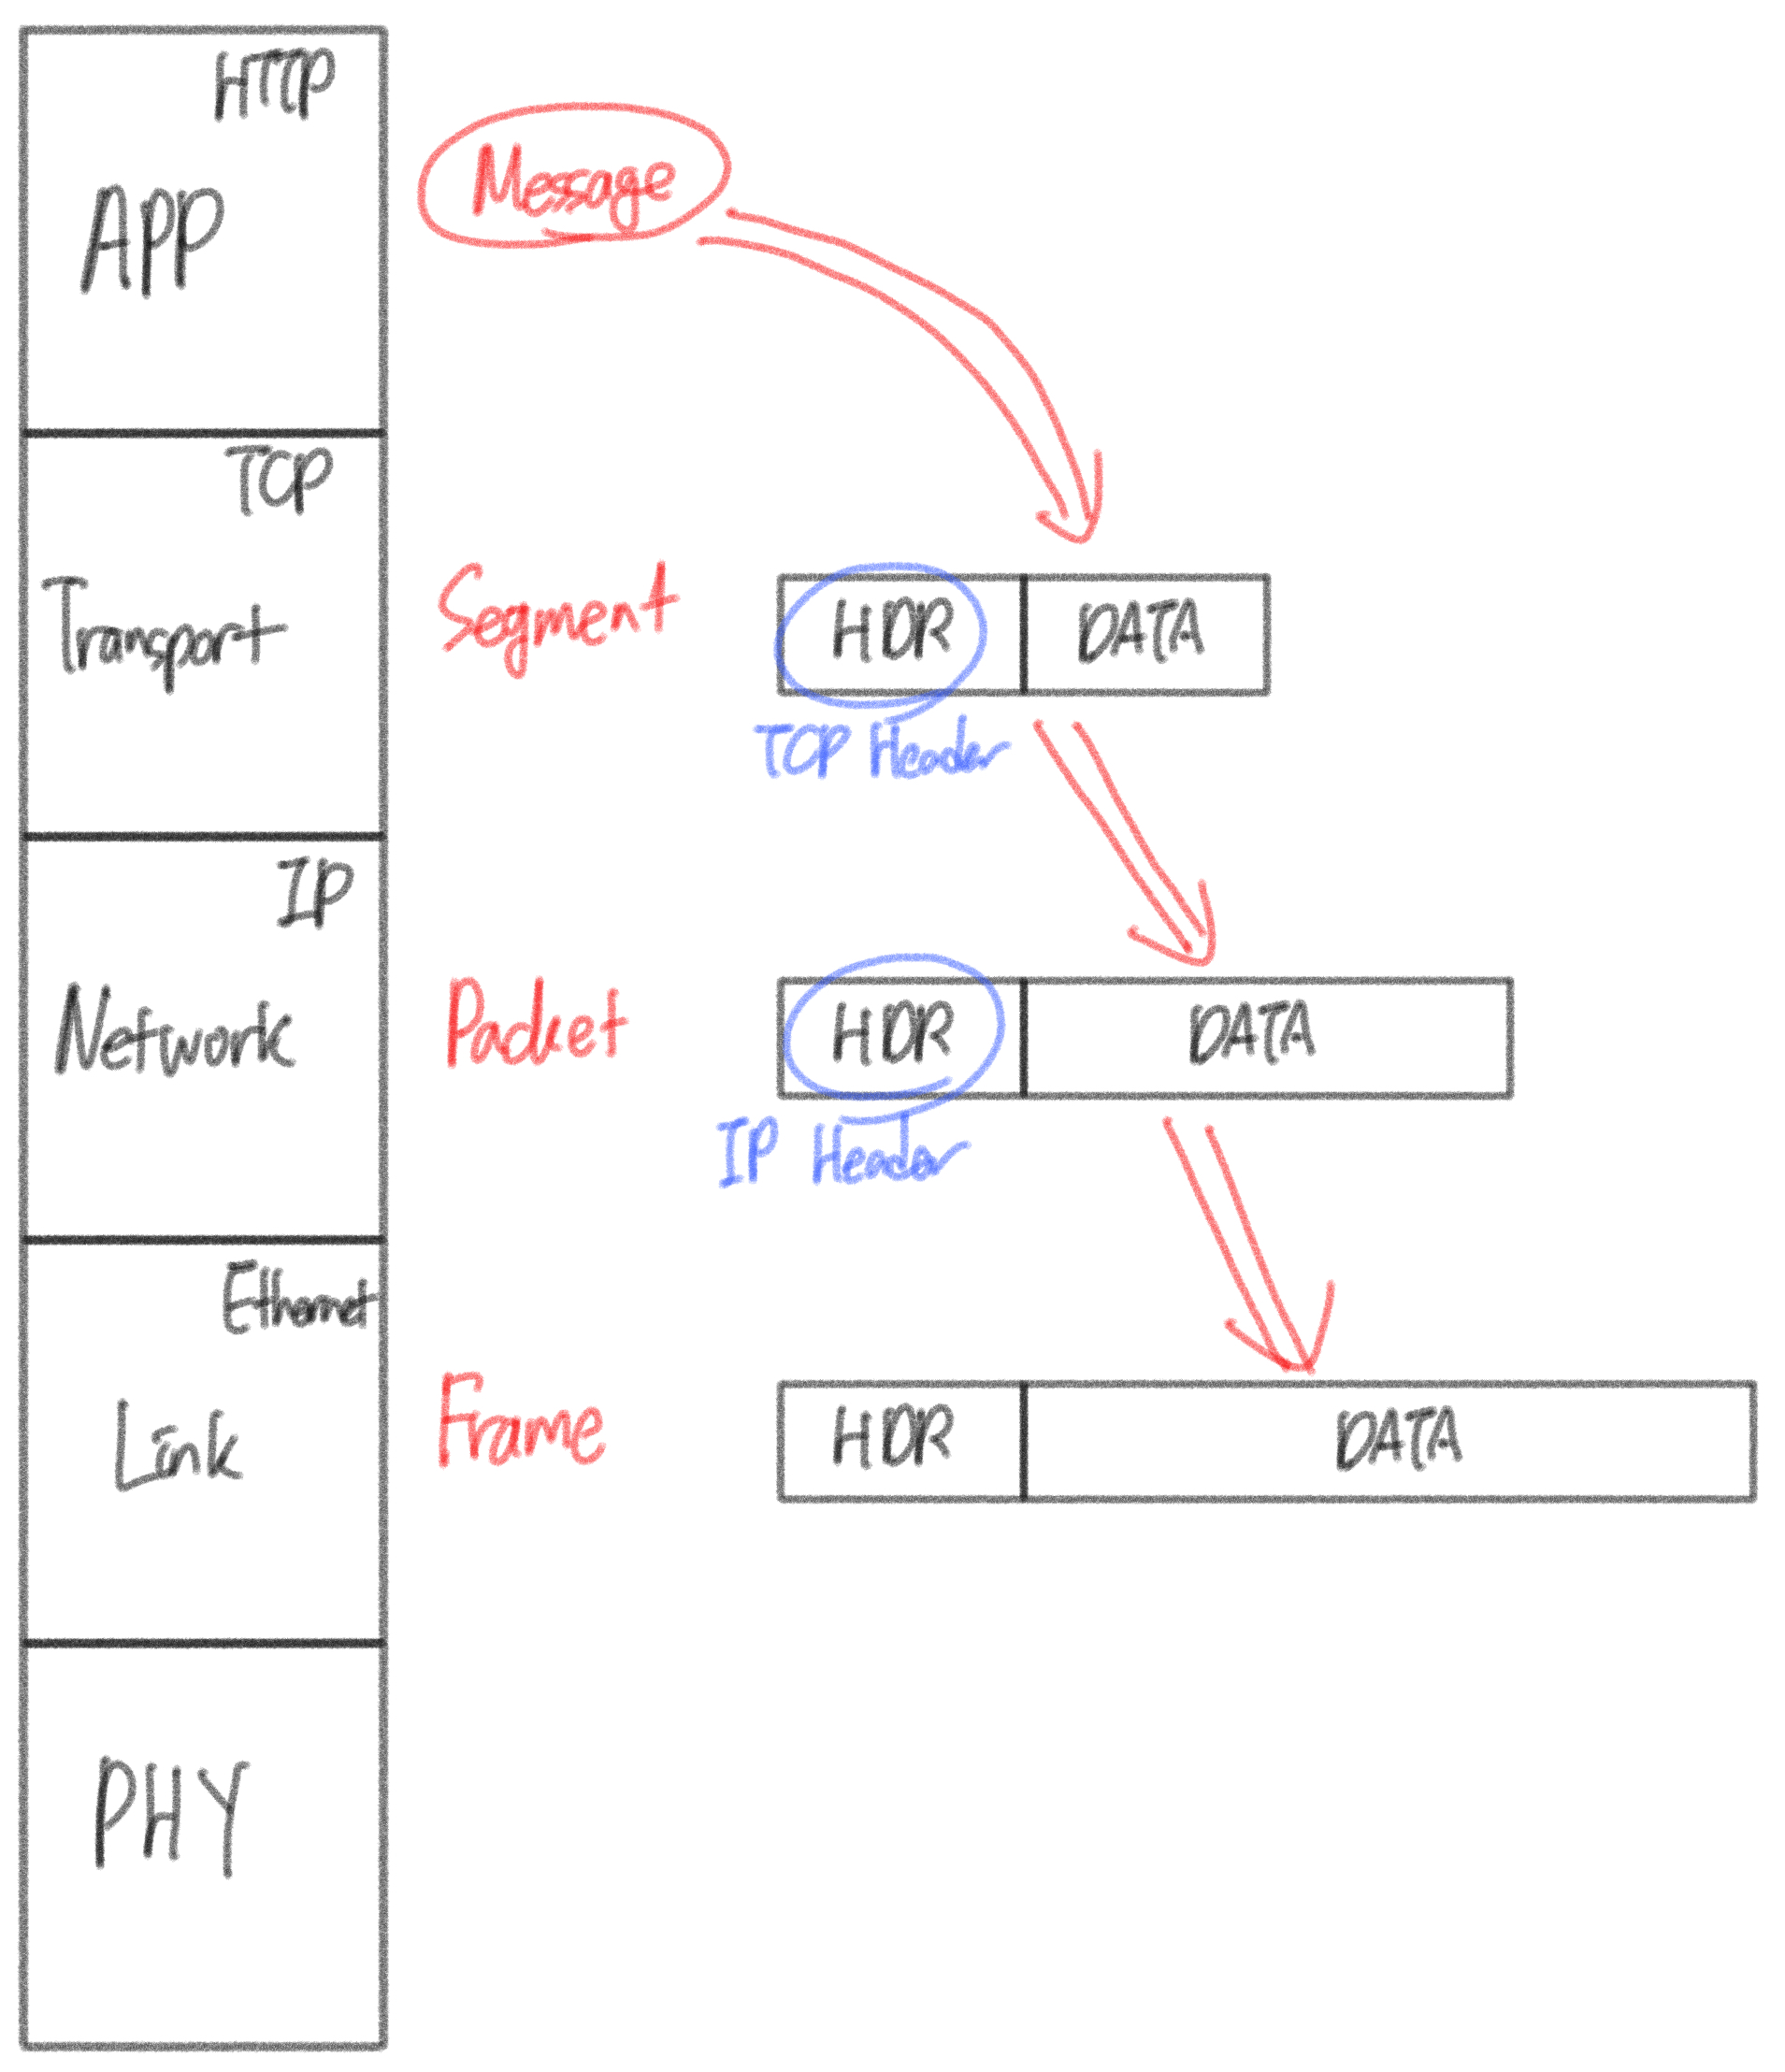 HTTP
APP
Message
TCP
Transport
Segment
HDR
DATA
TCP Header
IP
Network
Packet
HDR
DATA
IP Header
Ethernet
Link
Frame
HDR
DATA
PHY